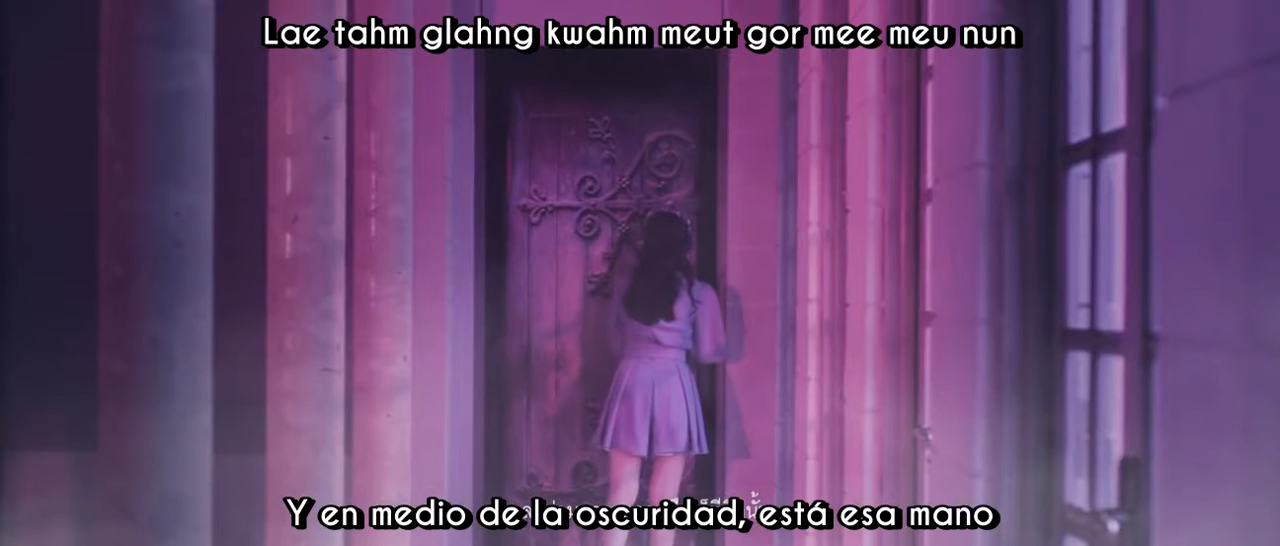 Lae tahm glahng kwahm meut gor mee meu nun
Y en medio de la oscuridad, está esa mano